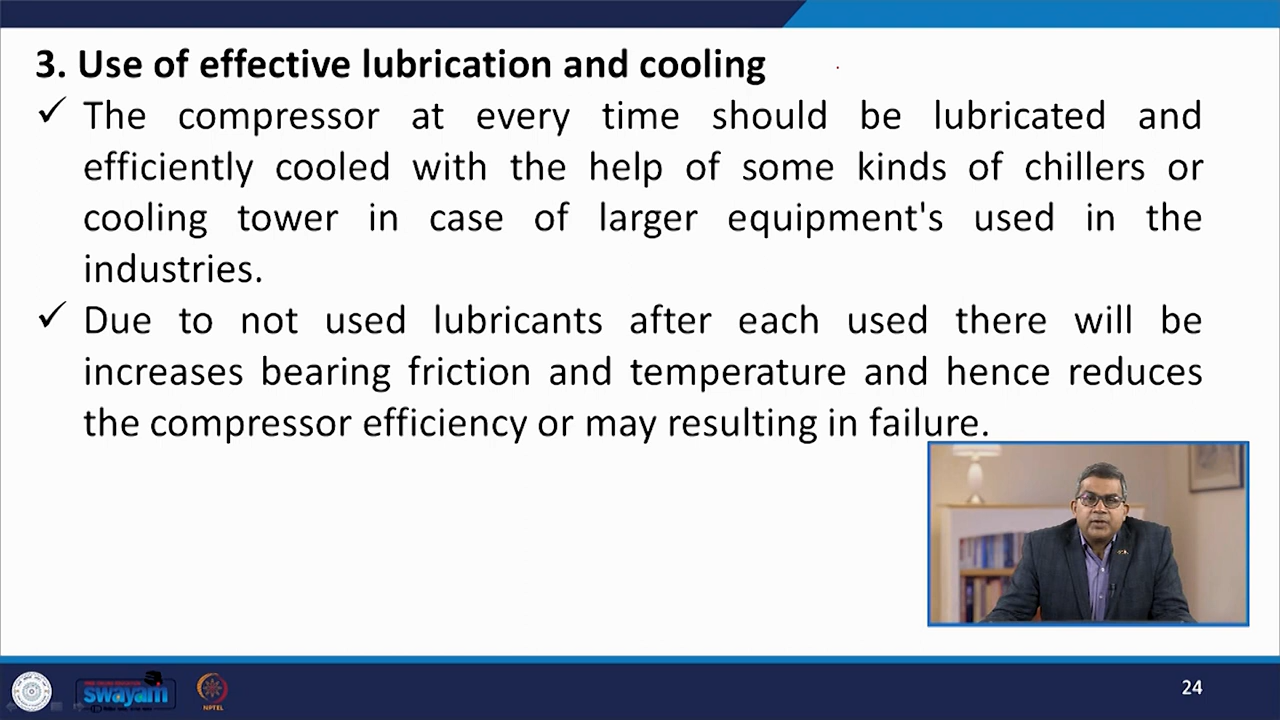 3. Use of effective lubrication and cooling
✓ The compressor at every time should be lubricated and
efficiently cooled with the help of some kinds of chillers or
cooling tower in case of larger equipment's used in the
industries.
✓ Due to not used lubricants after each used there will be
increases bearing friction and temperature and hence reduces
the compressor efficiency or may resulting in failure.
swayam
NPTEL
24